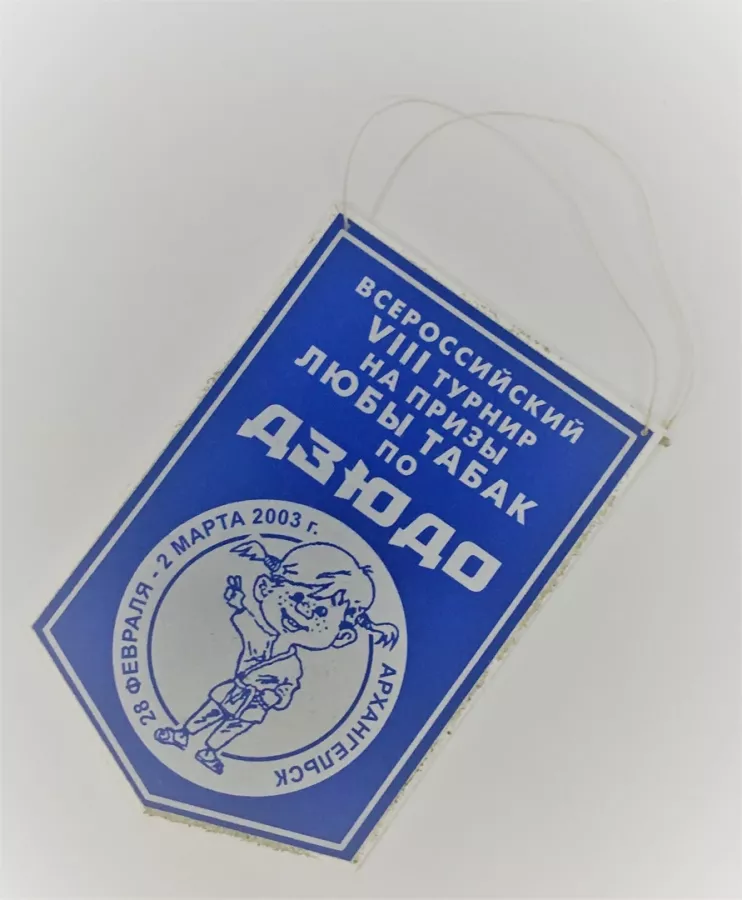 ВСЕРОССИЙСКИЙ
VIII ТУРНИР
НА ПРИЗЫ
ЛЮБЫ ТАБАК
ПО
ДЗЮДО
28 ФЕВРАЛЯ - 2 МАРТА 2003 г.
АРХАНГЕЛЬСК